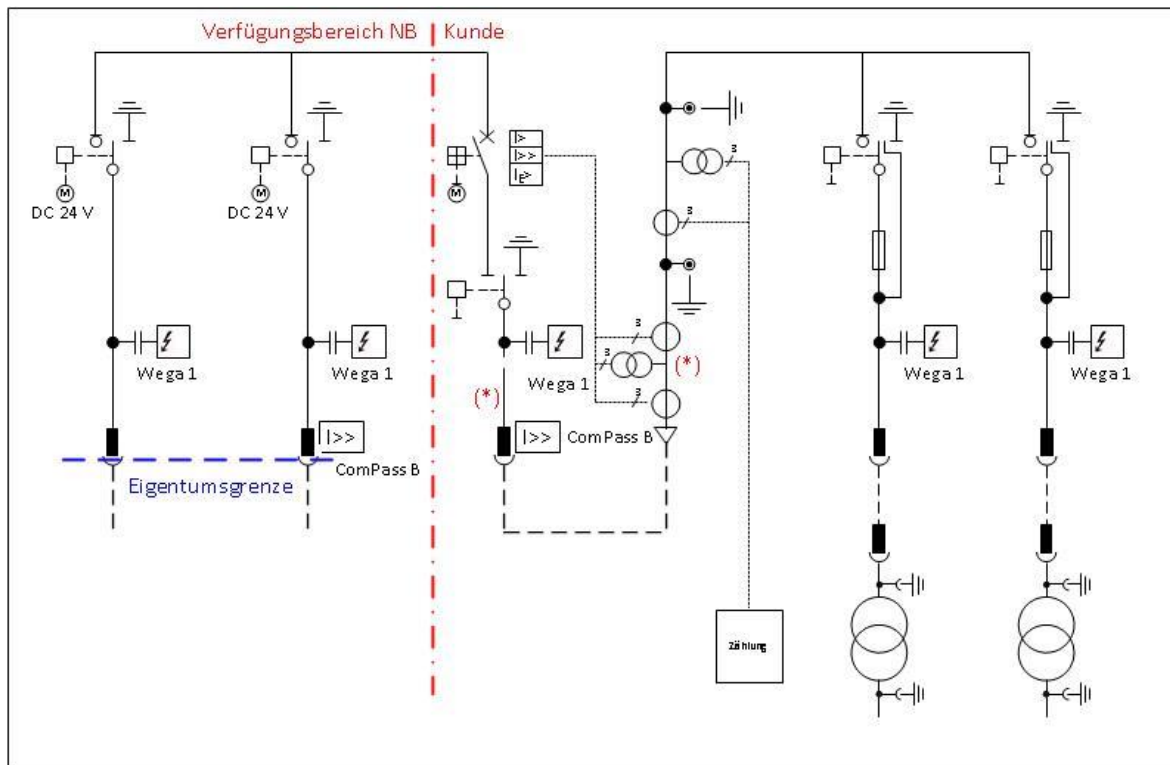 Verfügungsbereich NB
Kunde
I>
I>>
IE>
3
M
M
M
DC 24 V
DC 24 V
3
3
3
3
Wega 1
Wega 1
Wega 1
(*)
Wega 1
Wega 1
(*)
3
I>>
I>>
ComPass B
ComPass B
Eigentumsgrenze
Zählung